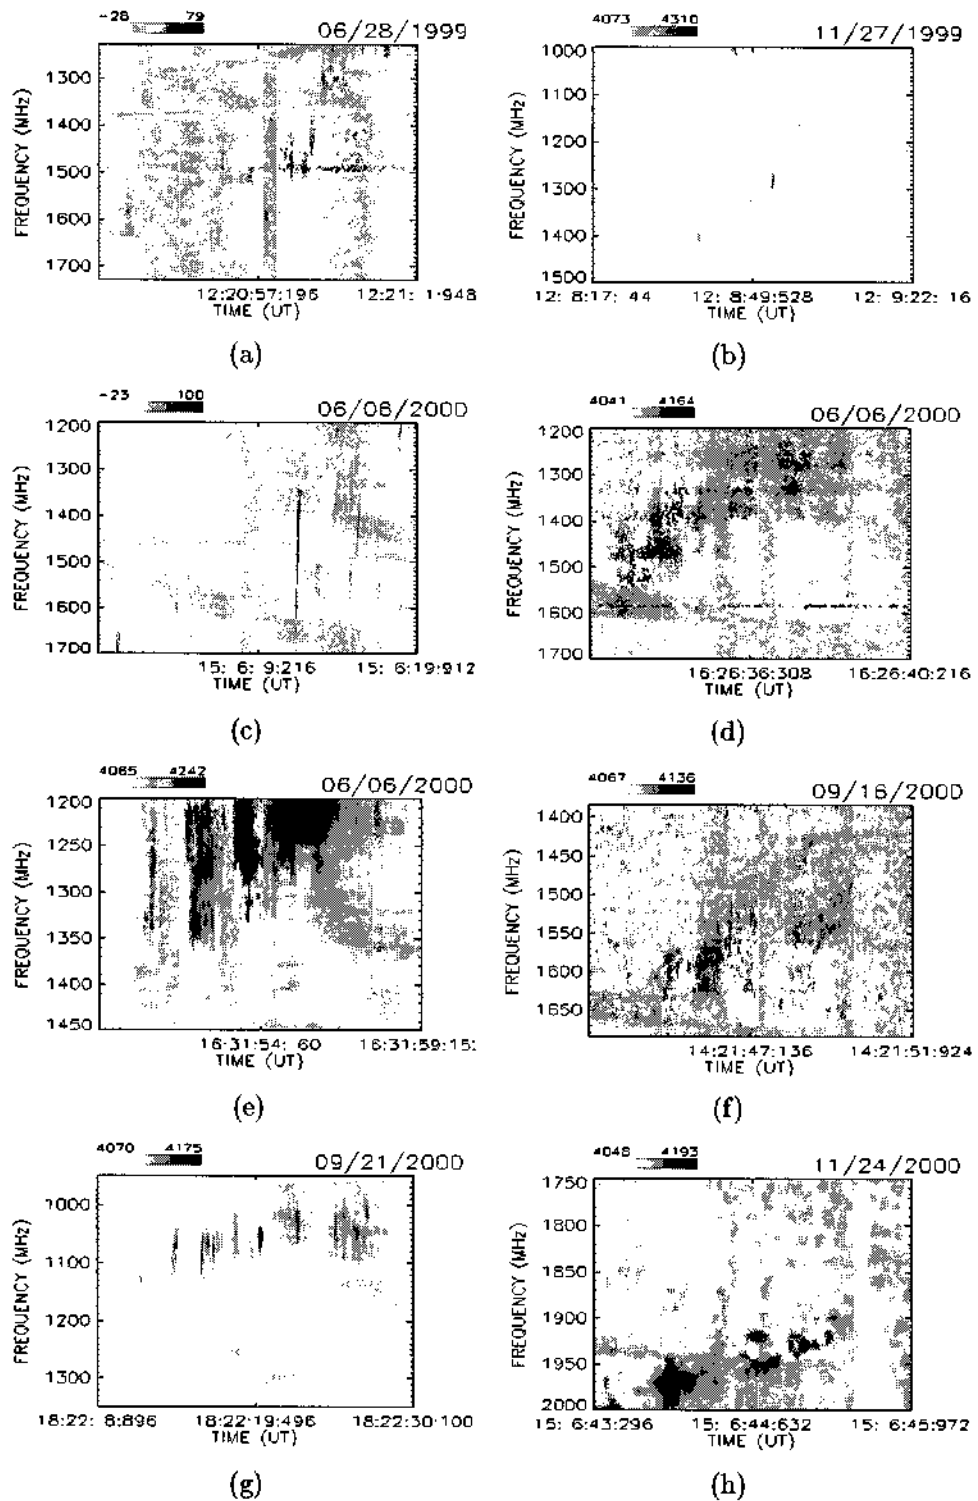 -28 79 06/28/1999
FREQUENCY (MHz)
1300
1400
1500
1600
1700
12:20:57:196 12:21: 1:948
TIME (UT)
(a)
4073 4310 11/27/1999
FREQUENCY (MHz)
1000
1100
1200
1300
1400
1500
12: 8:17: 44 12: 8:49:528 12: 9:22: 16
TIME (UT)
(b)
-23 100 06/06/2000
FREQUENCY (MHz)
1200
1300
1400
1500
1600
1700
15: 6: 9:216 15: 6:19:912
TIME (UT)
(c)
4041 4164 06/06/2000
FREQUENCY (MHz)
1200
1300
1400
1500
1600
1700
16:26:36:308 16:26:40:216
TIME (UT)
(d)
4065 4242 06/06/2000
FREQUENCY (MHz)
1200
1250
1300
1350
1400
1450
16:31:54: 60 16:31:59:15:
TIME (UT)
(e)
4067 4136 09/16/2000
FREQUENCY (MHz)
1400
1450
1500
1550
1600
1650
14:21:47:136 14:21:51:924
TIME (UT)
(f)
4070 4175 09/21/2000
FREQUENCY (MHz)
1000
1100
1200
1300
18:22: 8:896 18:22:19:496 18:22:30:100
TIME (UT)
(g)
4048 4193 11/24/2000
FREQUENCY (MHz)
1750
1800
1850
1900
1950
2000
15: 6:43:296 15: 6:44:632 15: 6:45:972
TIME (UT)
(h)